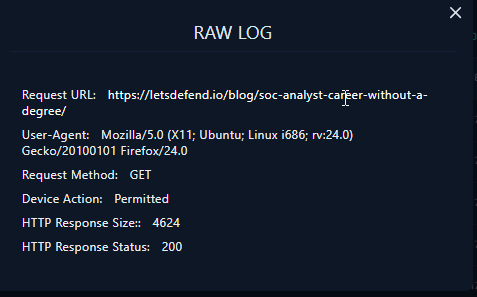 RAW LOG
Request URL: https://letsdefend.io/blog/soc-analyst-career-without-a-
degree/
User-Agent: Mozilla/5.0 (X11; Ubuntu; Linux i686; rv:24.0)
Gecko/20100101 Firefox/24.0
Request Method: GET
Device Action: Permitted
HTTP Response Size:: 4624
HTTP Response Status: 200